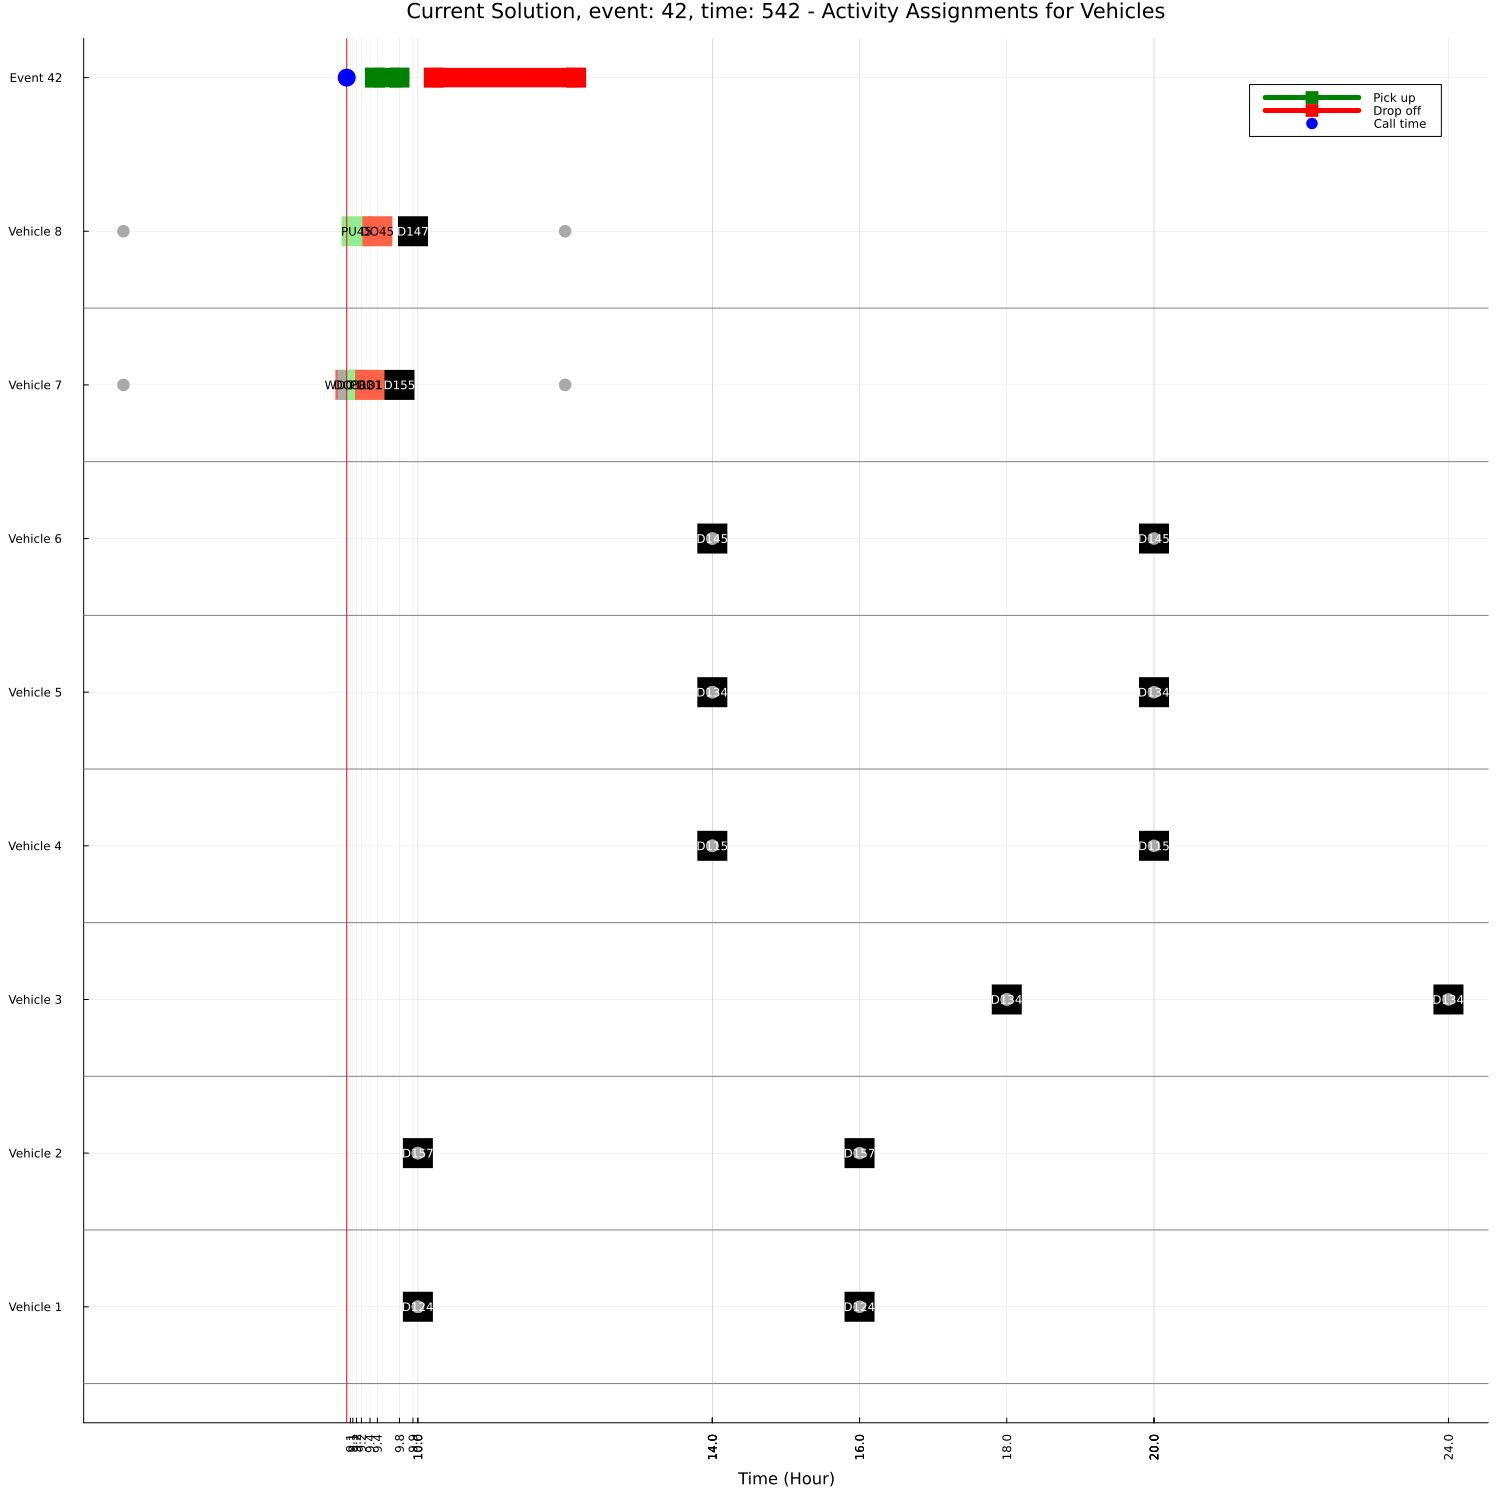 Current Solution, event: 42, time: 542 - Activity Assignments for Vehicles
Event 42
Pick up
Drop off
Call time
Vehicle 8
PU45
DO45
D147
Vehicle 7
D155
Vehicle 6
D145
D145
Vehicle 5
D134
D134
Vehicle 4
D115
D115
Vehicle 3
D134
D134
Vehicle 2
D157
D157
Vehicle 1
D124
D124
9.4
9.4
9.8
10.0
14.0
16.0
18.0
20.0
24.0
Time (Hour)